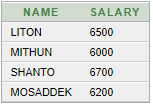 NAME SALARY
LITON 6500
MITHUN 6000
SHANTO 6700
MOSADDEK 6200